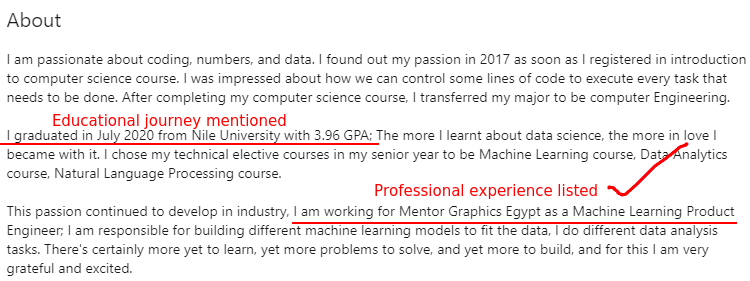 About
I am passionate about coding, numbers, and data. I found out my passion in 2017 as soon as I registered in introduction
to computer science course. I was impressed about how we can control some lines of code to execute every task that
needs to be done. After completing my computer science course, I transferred my major to be computer Engineering.
Educational journey mentioned
I graduated in July 2020 from Nile University with 3.96 GPA; The more I learnt about data science, the more in love I
became with it. I chose my technical elective courses in my senior year to be Machine Learning course, Data Analytics
course, Natural Language Processing course.
Professional experience listed
This passion continued to develop in industry, I am working for Mentor Graphics Egypt as a Machine Learning Product
Engineer; I am responsible for building different machine learning models to fit the data, I do different data analysis
tasks. There's certainly more yet to learn, yet more problems to solve, and yet more to build, and for this I am very
grateful and excited.